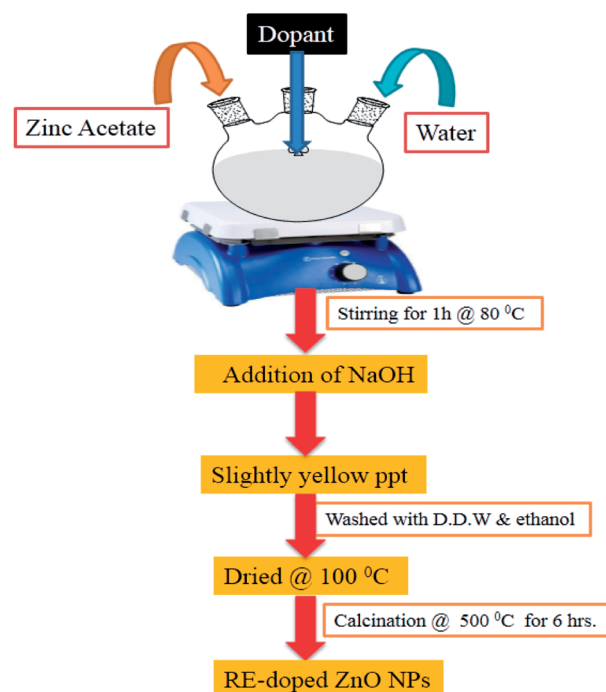 Dopant
Zinc Acetate
Water
Stirring for 1h @ 80 ⁰C
Addition of NaOH
Slightly yellow ppt
Washed with D.D.W & ethanol
Dried @ 100 ⁰C
Calcination @ 500 ⁰C for 6 hrs.
RE-doped ZnO NPs